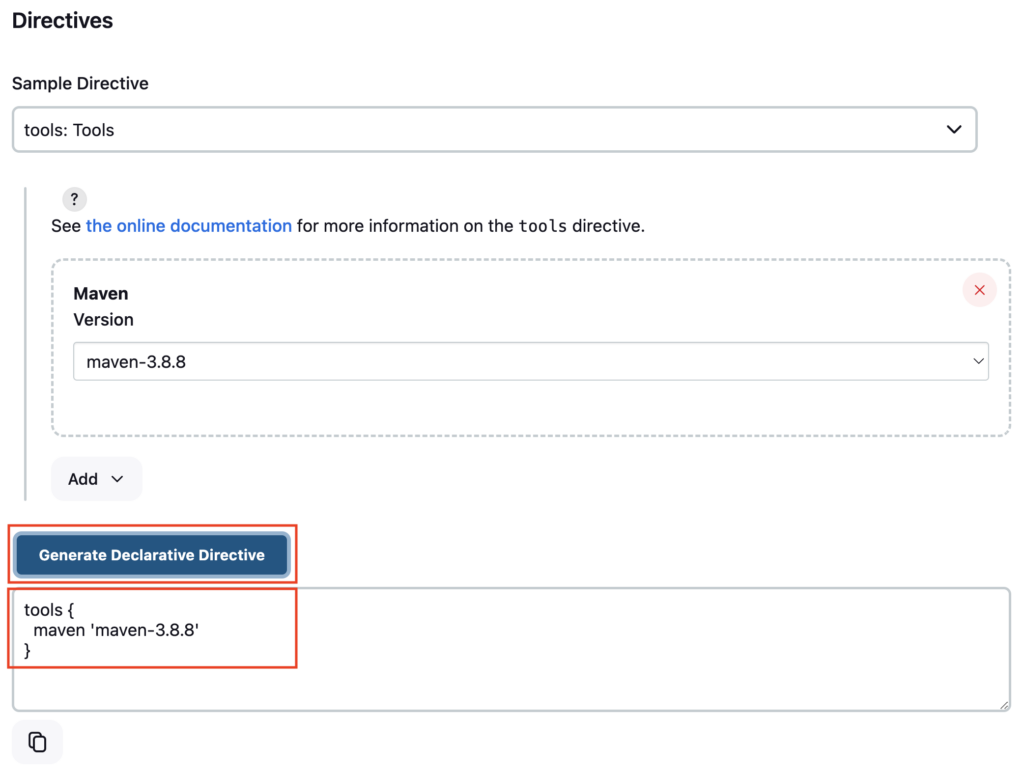 Directives
Sample Directive
tools: Tools
?
See the online documentation for more information on the tools directive.
Maven
Version
maven-3.8.8
Add
Generate Declarative Directive
tools {
  maven 'maven-3.8.8'
}